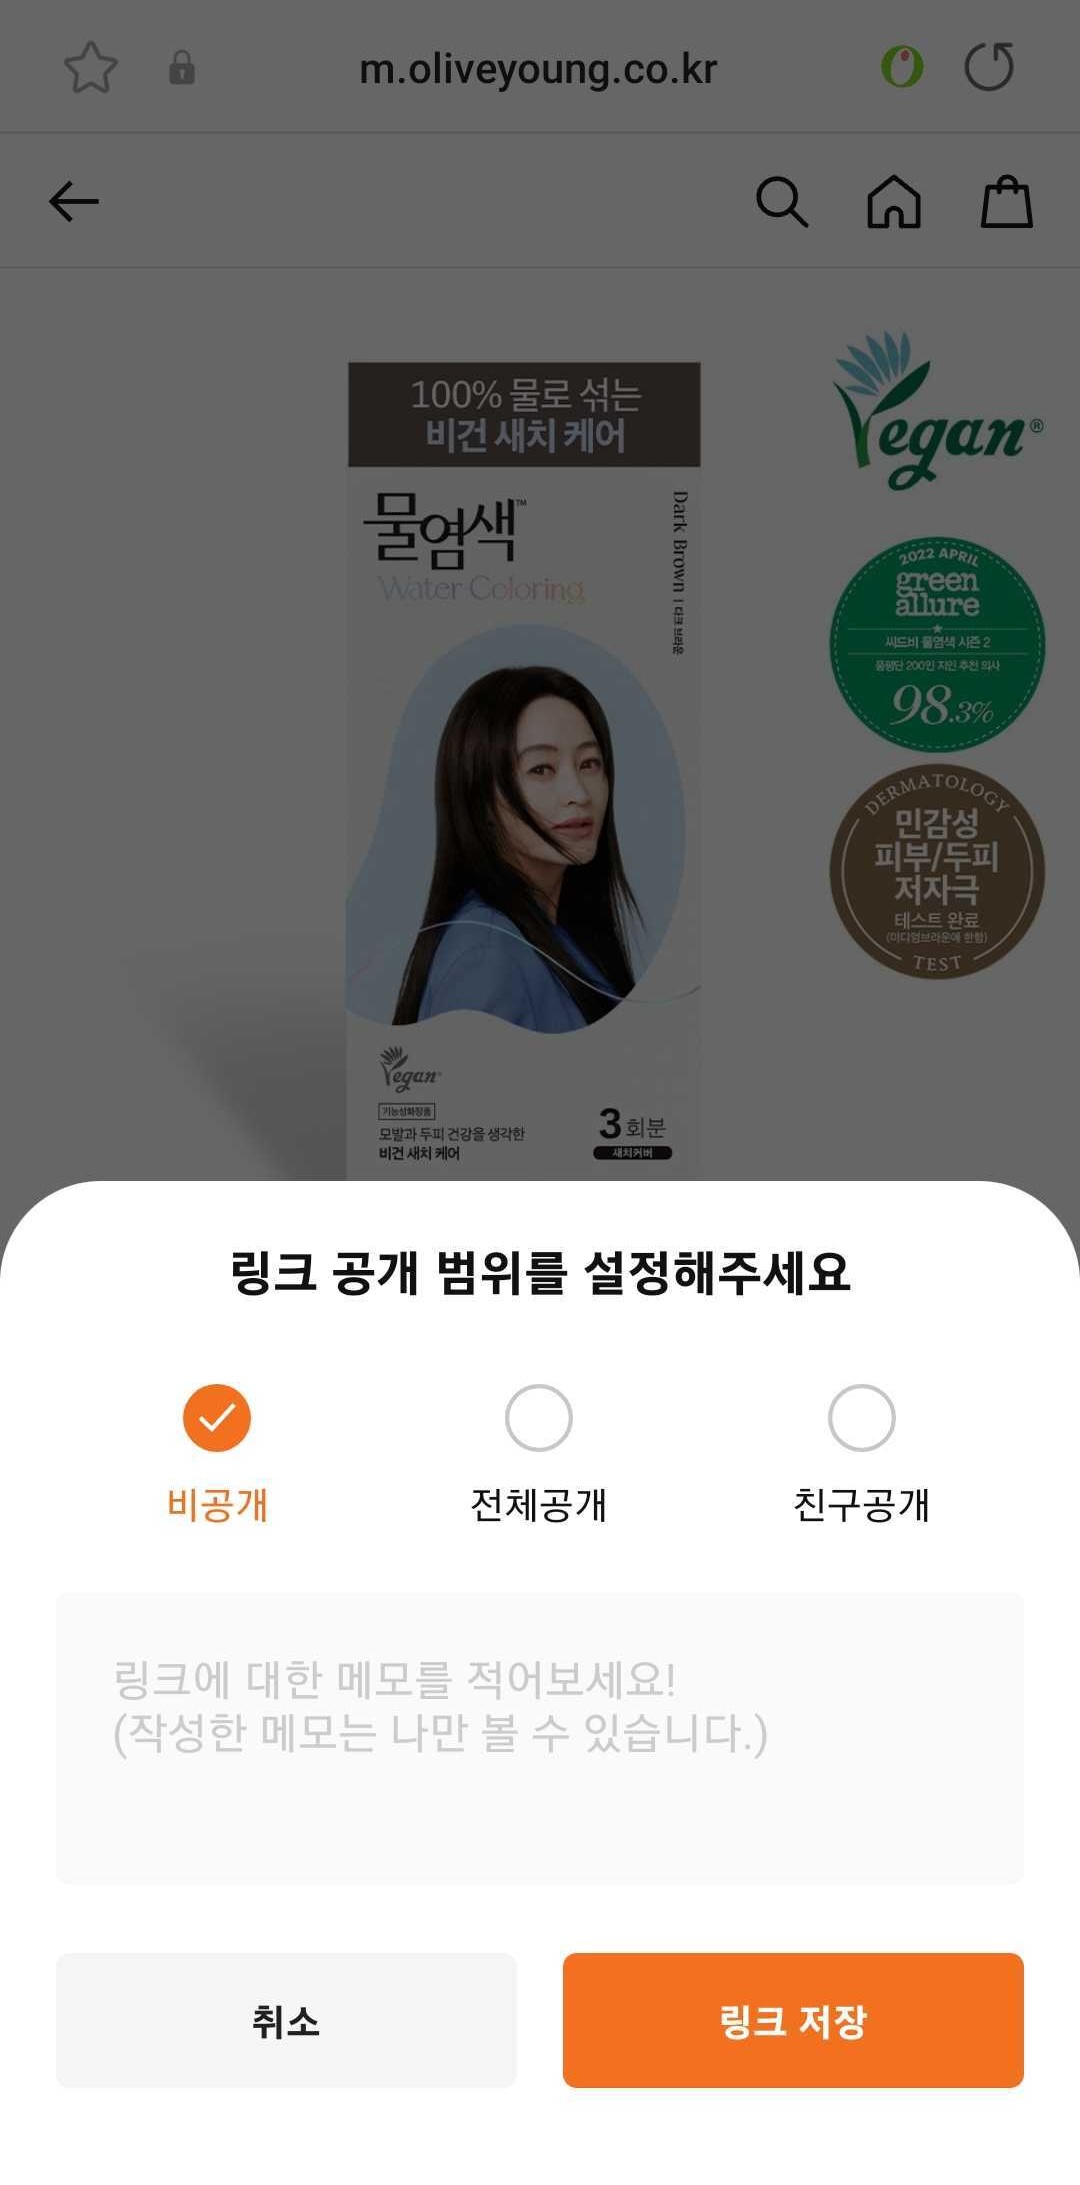 m.oliveyoung.co.kr
100% 물로 섞는
비건 새치 케어
물염색™
Water Coloring
Dark Brown | 다크 브라운
Vegan
기능성화장품
모발과 두피 건강을 생각한
비건 새치 케어
3회분
새치커버
Vegan®
2022 APRIL
green
allure
씨드비 물염색 시즌 2
품평단 200인 지인 추천 의사
98.3%
DERMATOLOGY
민감성
피부/두피
저자극
테스트 완료
(미디엄브라운에 한함)
TEST
링크 공개 범위를 설정해주세요
비공개
전체공개
친구공개
링크에 대한 메모를 적어보세요!
(작성한 메모는 나만 볼 수 있습니다.)
취소
링크 저장